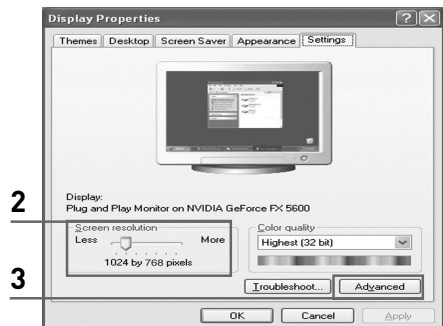 Display Properties
Themes Desktop Screen Saver Appearance Settings
Display:
Plug and Play Monitor on NVIDIA GeForce FX 5600
2
Screen resolution
Less More
1024 by 768 pixels
Color quality
Highest (32 bit)
3
Troubleshoot... Advanced
OK Cancel Apply